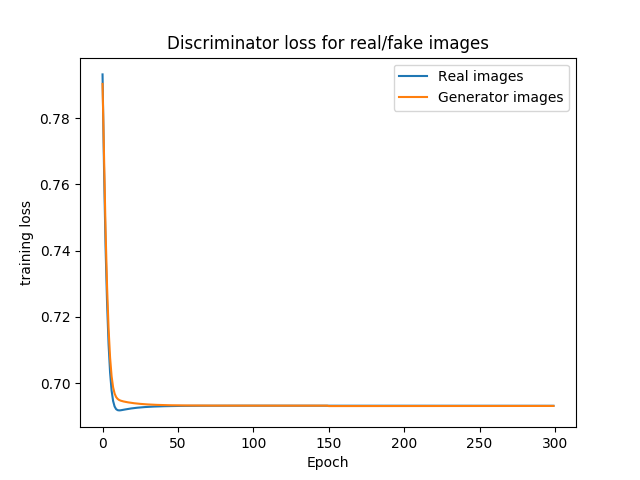 Discriminator loss for real/fake images
Real images
Generator images
0.78
0.76
0.74
0.72
0.70
training loss
0
50
100
150
200
250
300
Epoch